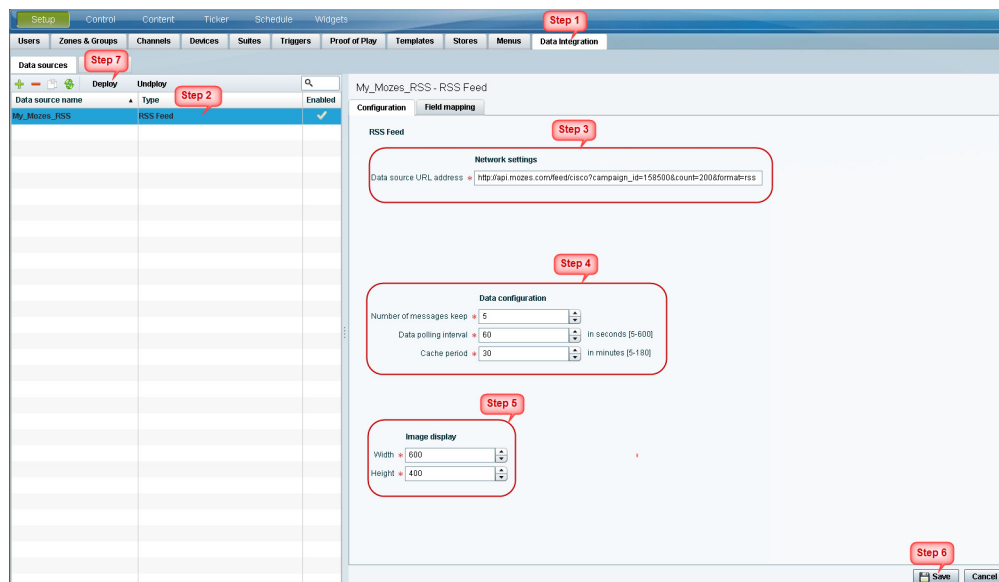 Setup Control Content Ticker Schedule Widgets
Step 1
Users Zones & Groups Channels Devices Suites Triggers Proof of Play Templates Stores Menus Data Integration
Data sources
Step 7
Deploy Undploy
My_Mozes_RSS - RSS Feed
Data source name Type Enabled
Step 2
Configuration Field mapping
My_Mozes_RSS RSS Feed
RSS Feed
Step 3
Network settings
Data source URL address * http://api.mozes.com/feed/cisco?campaign_id=158500&count=200&format=rss
Step 4
Data configuration
Number of messages keep * 5
Data polling interval * 60 in seconds [5-600]
Cache period * 30 in minutes [5-180]
Step 5
Image display
Width * 600
Height * 400
Step 6
Save Cancel